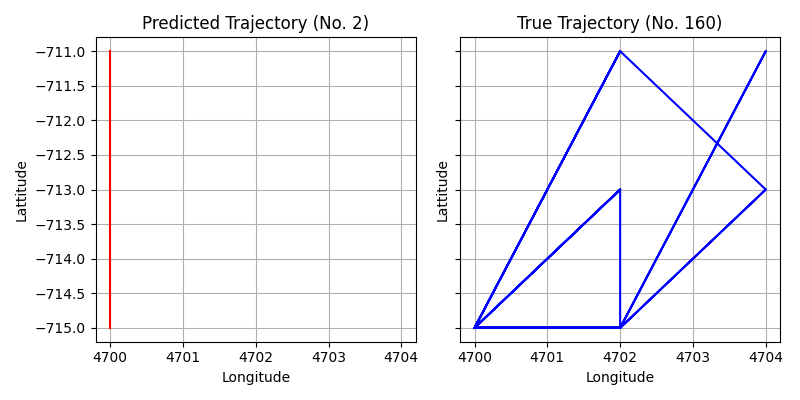 Predicted Trajectory (No. 2)
True Trajectory (No. 160)
Lattitude
−711.0
−711.5
−712.0
−712.5
−713.0
−713.5
−714.0
−714.5
−715.0
4700 4701 4702 4703 4704
Longitude
Lattitude
4700 4701 4702 4703 4704
Longitude